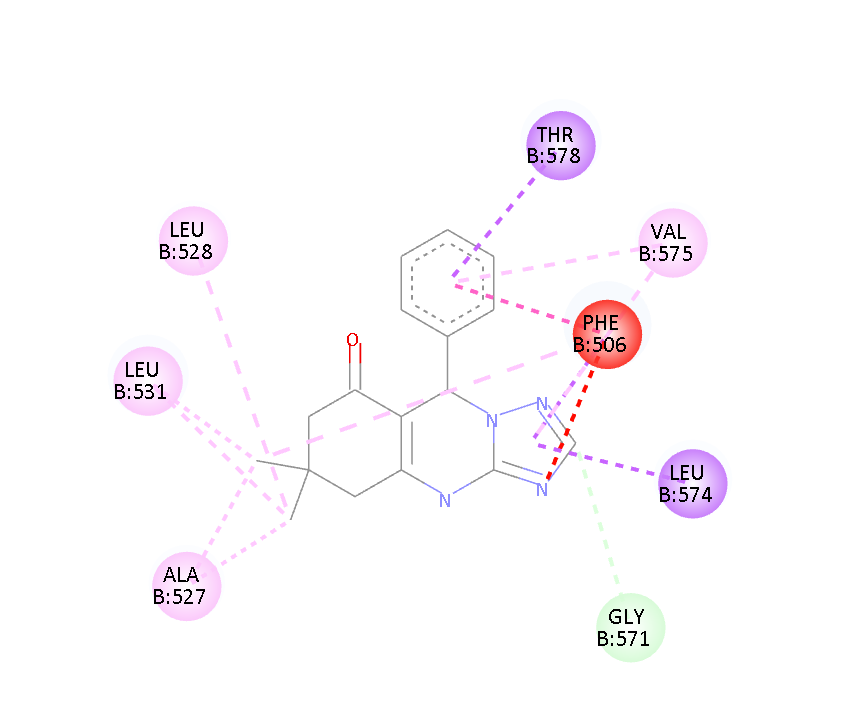 THR
B:578
LEU
B:528
VAL
B:575
PHE
B:506
O
LEU
B:531
N
N
LEU
B:574
N
N
ALA
B:527
GLY
B:571